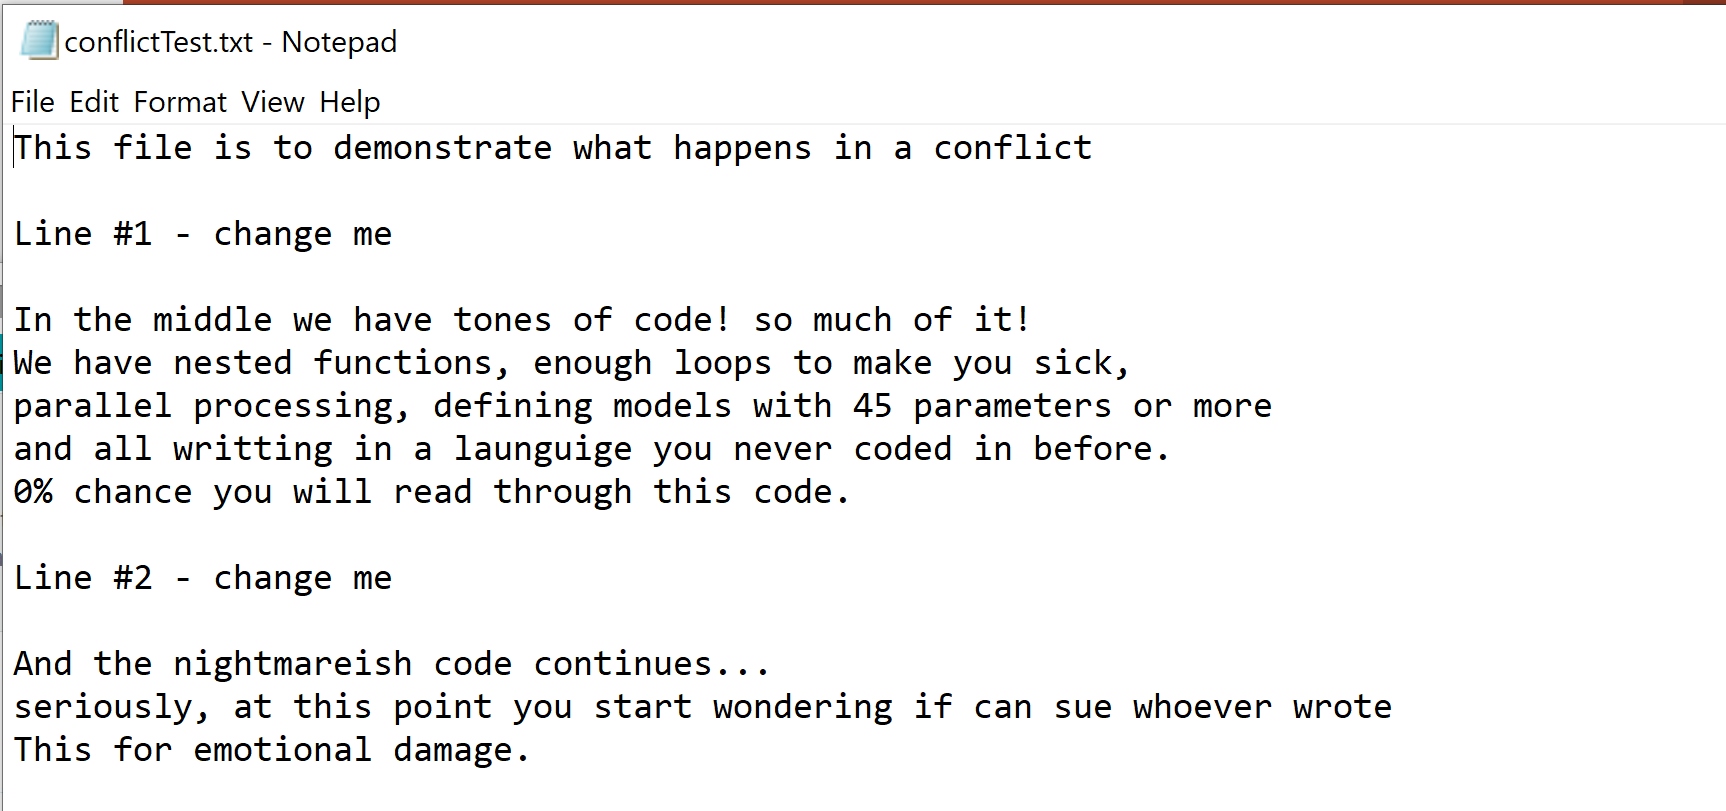 conflictTest.txt - Notepad
File Edit Format View Help
This file is to demonstrate what happens in a conflict
Line #1 - change me
In the middle we have tones of code! so much of it!
We have nested functions, enough loops to make you sick,
parallel processing, defining models with 45 parameters or more
and all writting in a launguige you never coded in before.
0% chance you will read through this code.
Line #2 - change me
And the nightmareish code continues...
seriously, at this point you start wondering if can sue whoever wrote
This for emotional damage.